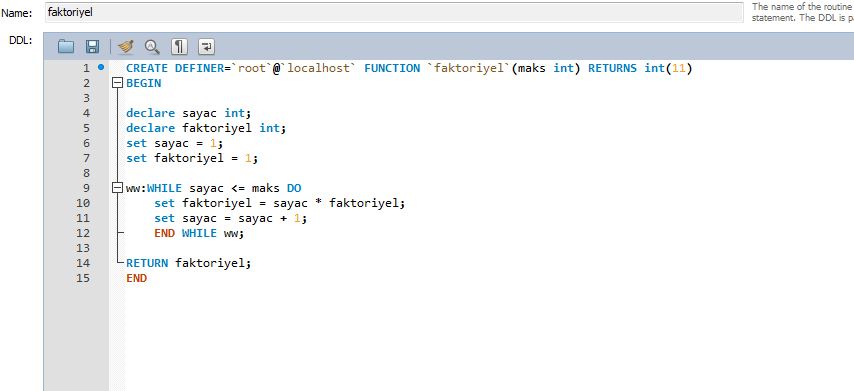 Name: faktoriyel
The name of the routine
statement. The DDL is p
DDL:
1 CREATE DEFINER=`root`@`localhost` FUNCTION `faktoriyel`(maks int) RETURNS int(11)
2 BEGIN
3
4 declare sayac int;
5 declare faktoriyel int;
6 set sayac = 1;
7 set faktoriyel = 1;
8
9 ww:WHILE sayac <= maks DO
10 set faktoriyel = sayac * faktoriyel;
11 set sayac = sayac + 1;
12 END WHILE ww;
13
14 RETURN faktoriyel;
15 END